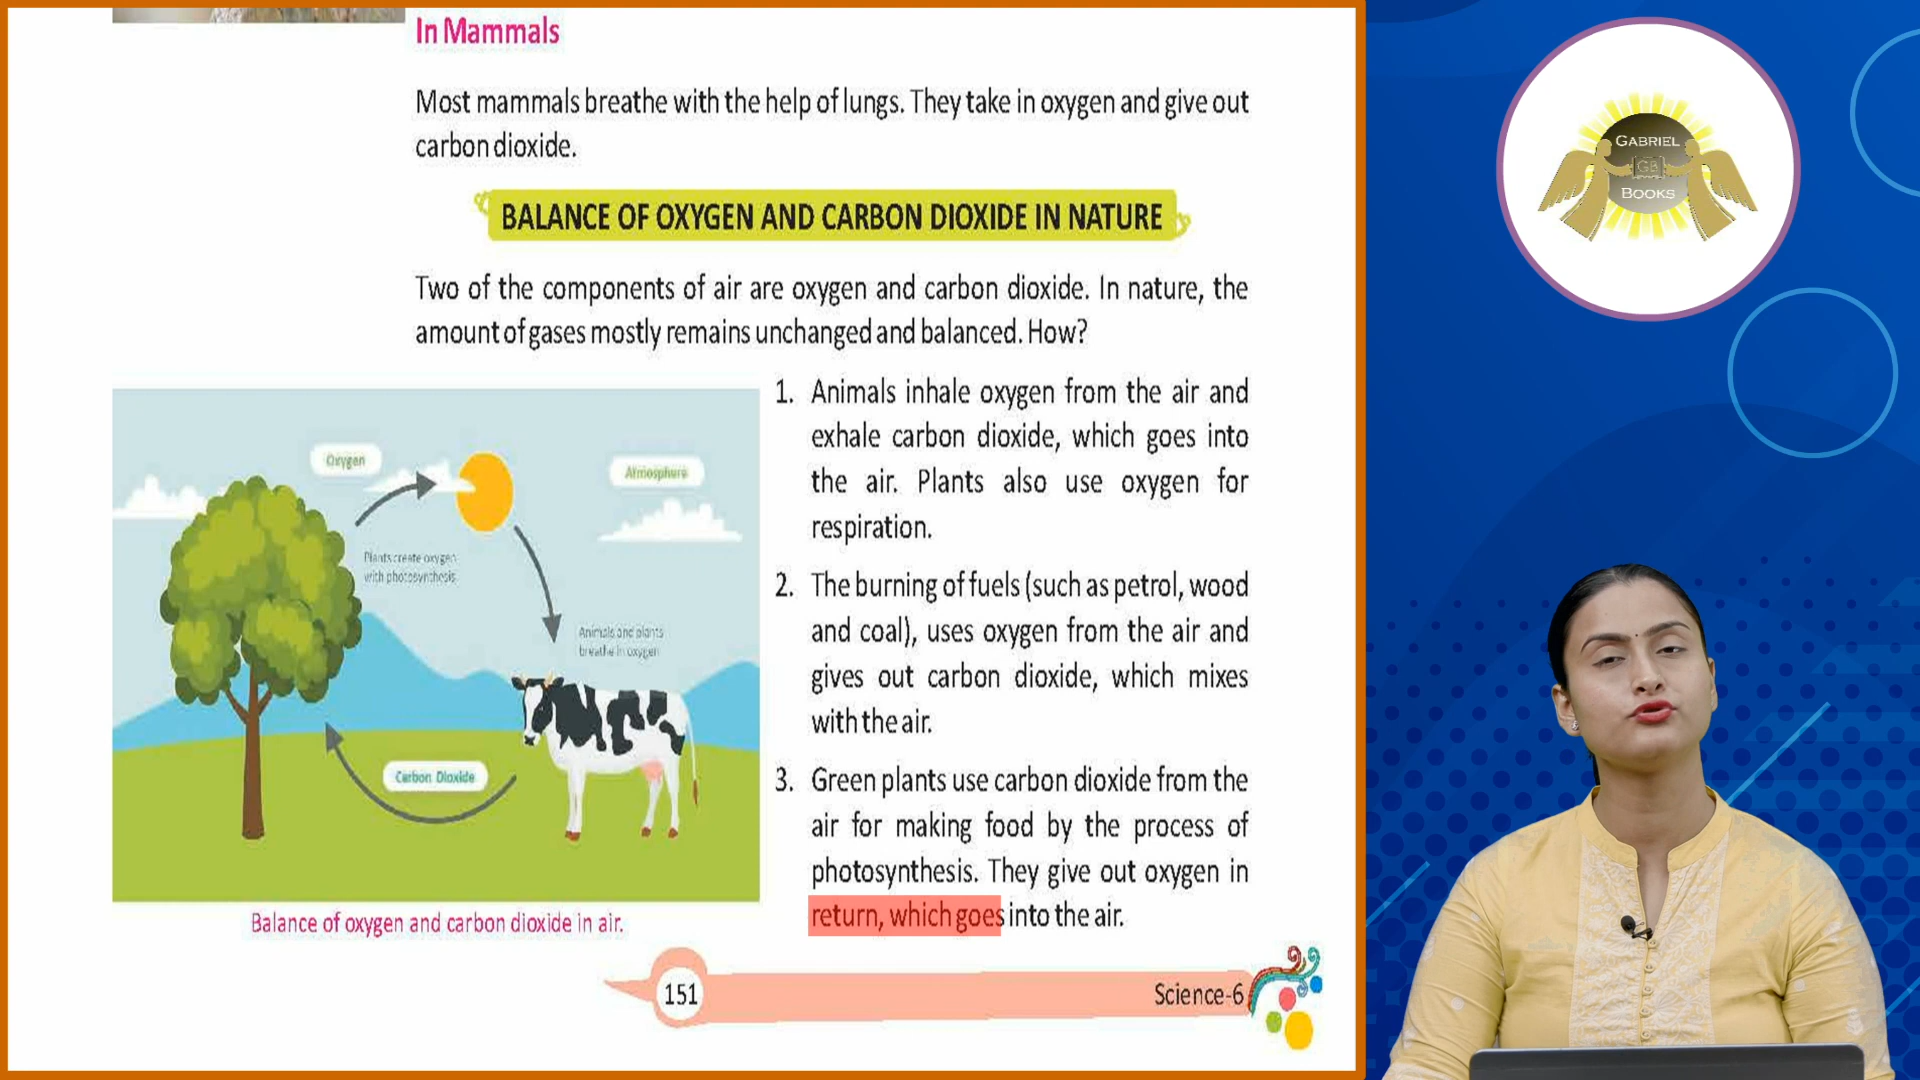 In Mammals
Most mammals breathe with the help of lungs. They take in oxygen and give out
carbon dioxide.
BALANCE OF OXYGEN AND CARBON DIOXIDE IN NATURE
Two of the components of air are oxygen and carbon dioxide. In nature, the
amount of gases mostly remains unchanged and balanced. How?
Oxygen
Atmosphere
Plants create oxygen
with photosynthesis
Animals and plants
breathe in oxygen
Carbon Dioxide
Balance of oxygen and carbon dioxide in air.
1. Animals inhale oxygen from the air and
exhale carbon dioxide, which goes into
the air. Plants also use oxygen for
respiration.
2. The burning of fuels (such as petrol, wood
and coal), uses oxygen from the air and
gives out carbon dioxide, which mixes
with the air.
3. Green plants use carbon dioxide from the
air for making food by the process of
photosynthesis. They give out oxygen in
return, which goes into the air.
151
Science-6
GABRIEL
GB
BOOKS